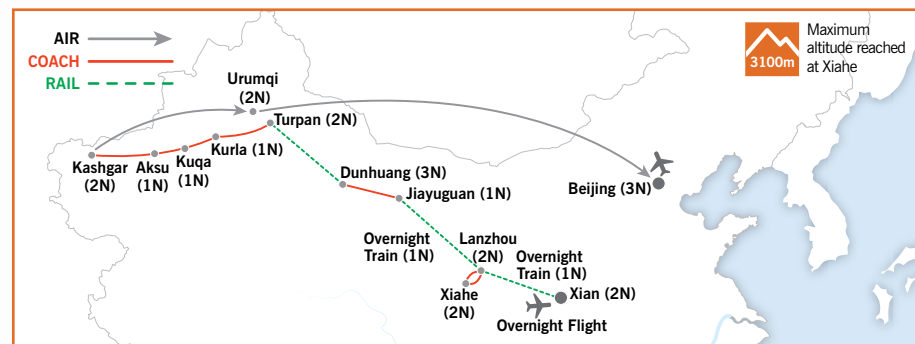 AIR
COACH
RAIL
Maximum
altitude reached
at Xiahe
3100m
Urumqi
(2N)
Turpan (2N)
Kurla (1N)
Kuqa
(1N)
Aksu
(1N)
Kashgar
(2N)
Dunhuang (3N)
Jiayuguan (1N)
Beijing (3N)
Overnight
Train (1N)
Lanzhou
(2N)
Overnight
Train (1N)
Xiahe
(2N)
Xian (2N)
Overnight Flight